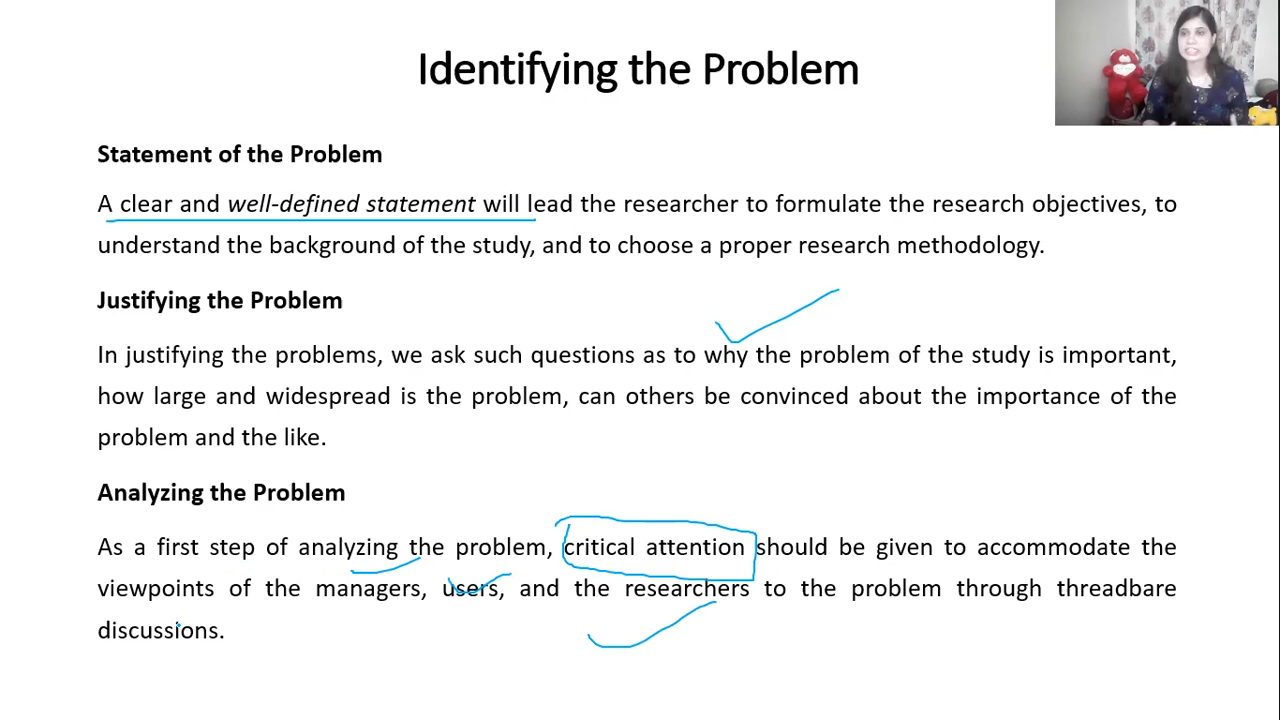 Identifying the Problem
Statement of the Problem
A clear and well-defined statement will lead the researcher to formulate the research objectives, to
understand the background of the study, and to choose a proper research methodology.
Justifying the Problem
In justifying the problems, we ask such questions as to why the problem of the study is important,
how large and widespread is the problem, can others be convinced about the importance of the
problem and the like.
Analyzing the Problem
As a first step of analyzing the problem, critical attention should be given to accommodate the
viewpoints of the managers, users, and the researchers to the problem through threadbare
discussions.